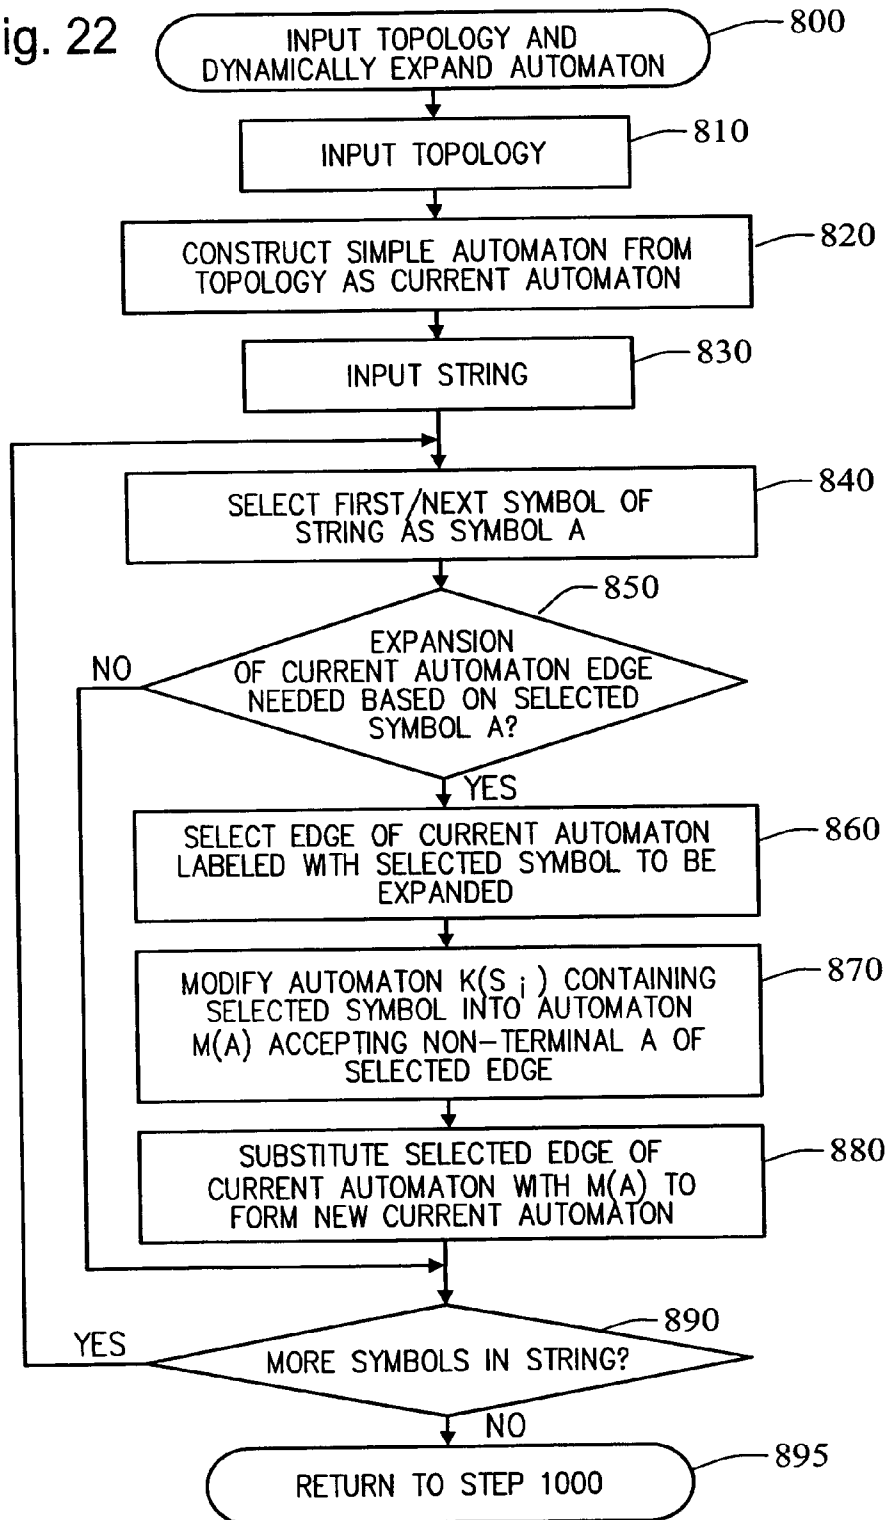 ig. 22
800
INPUT TOPOLOGY AND
DYNAMICALLY EXPAND AUTOMATON
810
INPUT TOPOLOGY
820
CONSTRUCT SIMPLE AUTOMATON FROM
TOPOLOGY AS CURRENT AUTOMATON
830
INPUT STRING
840
SELECT FIRST/NEXT SYMBOL OF
STRING AS SYMBOL A
850
EXPANSION
OF CURRENT AUTOMATON EDGE
NEEDED BASED ON SELECTED
SYMBOL A?
NO
YES
860
SELECT EDGE OF CURRENT AUTOMATON
LABELED WITH SELECTED SYMBOL TO BE
EXPANDED
870
MODIFY AUTOMATON K(S i ) CONTAINING
SELECTED SYMBOL INTO AUTOMATON
M(A) ACCEPTING NON-TERMINAL A OF
SELECTED EDGE
880
SUBSTITUTE SELECTED EDGE OF
CURRENT AUTOMATON WITH M(A) TO
FORM NEW CURRENT AUTOMATON
890
YES
MORE SYMBOLS IN STRING?
NO
895
RETURN TO STEP 1000